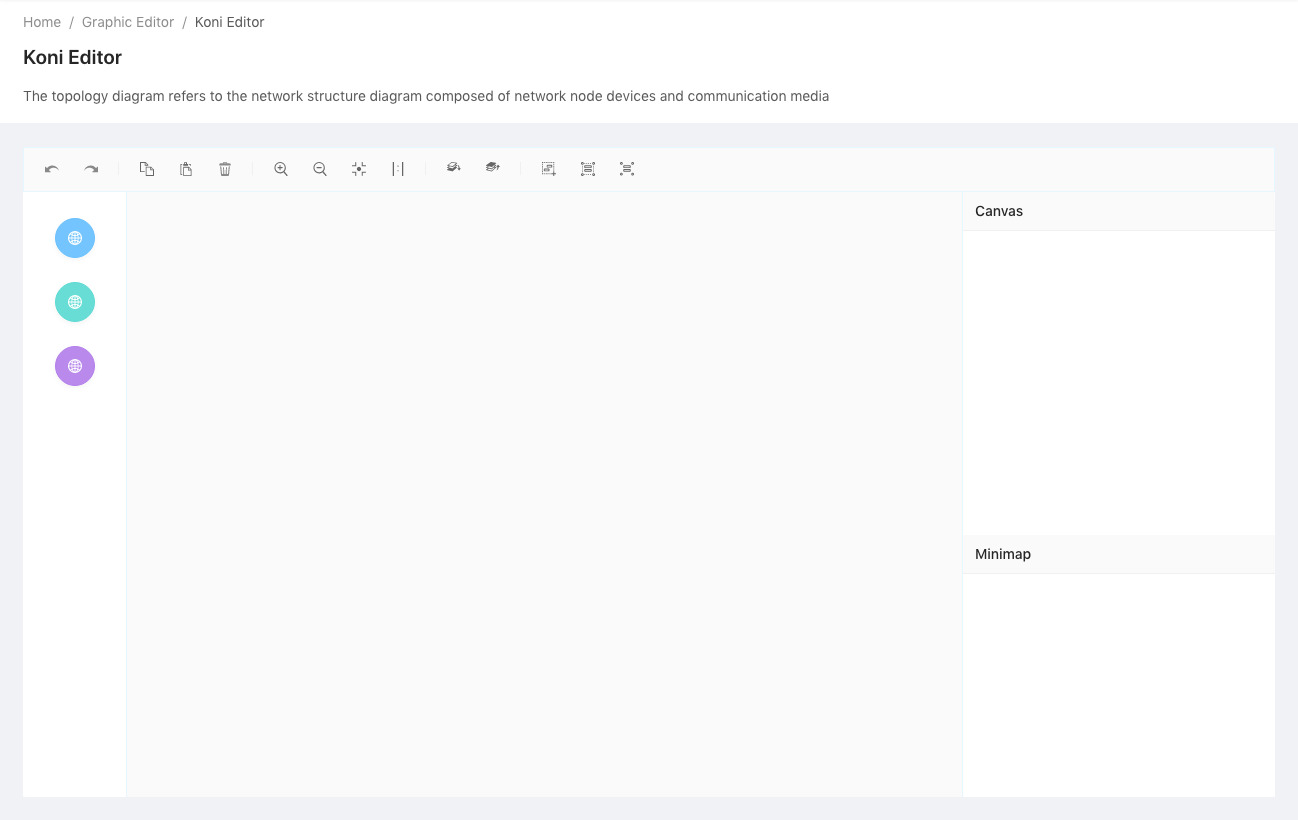 Home / Graphic Editor / Koni Editor
Koni Editor
The topology diagram refers to the network structure diagram composed of network node devices and communication media
Canvas
Minimap